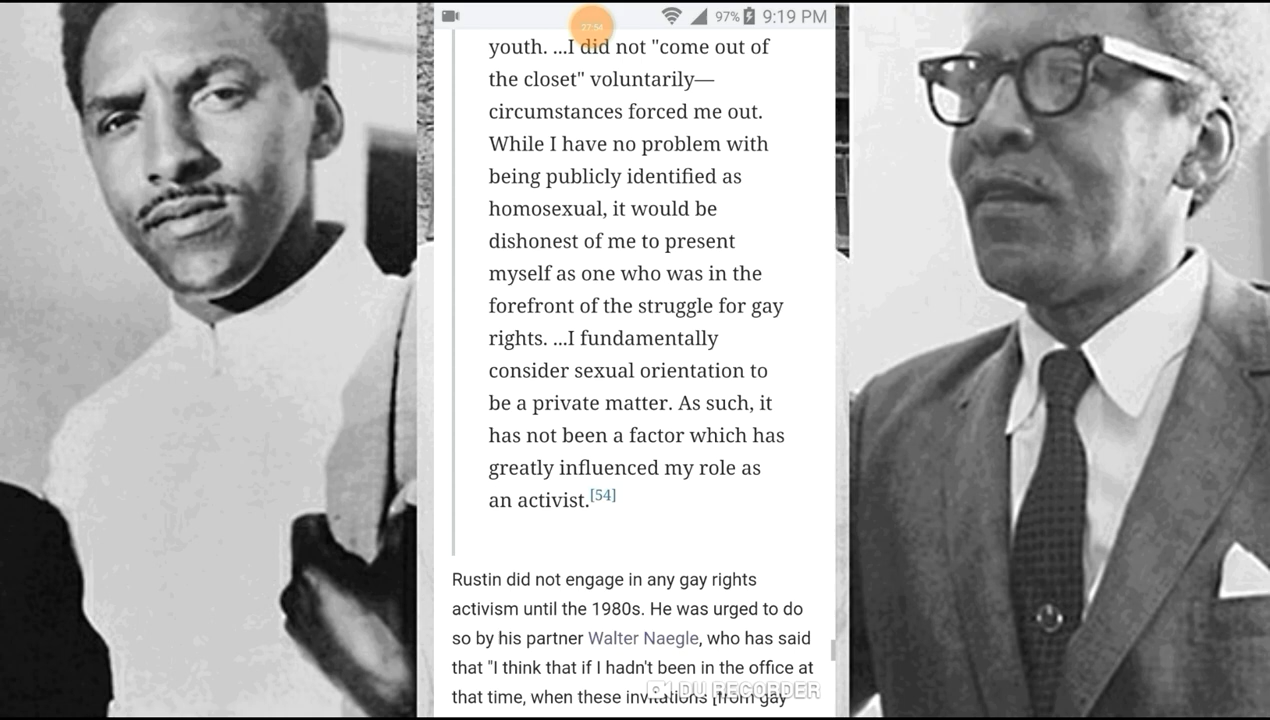 97% 9:19 PM
27:54
youth. ...I did not "come out of
the closet" voluntarily—
circumstances forced me out.
While I have no problem with
being publicly identified as
homosexual, it would be
dishonest of me to present
myself as one who was in the
forefront of the struggle for gay
rights. ...I fundamentally
consider sexual orientation to
be a private matter. As such, it
has not been a factor which has
greatly influenced my role as
an activist.[54]
Rustin did not engage in any gay rights
activism until the 1980s. He was urged to do
so by his partner Walter Naegle, who has said
that "I think that if I hadn't been in the office at
that time, when these invitations [from gay
DU RECORDER